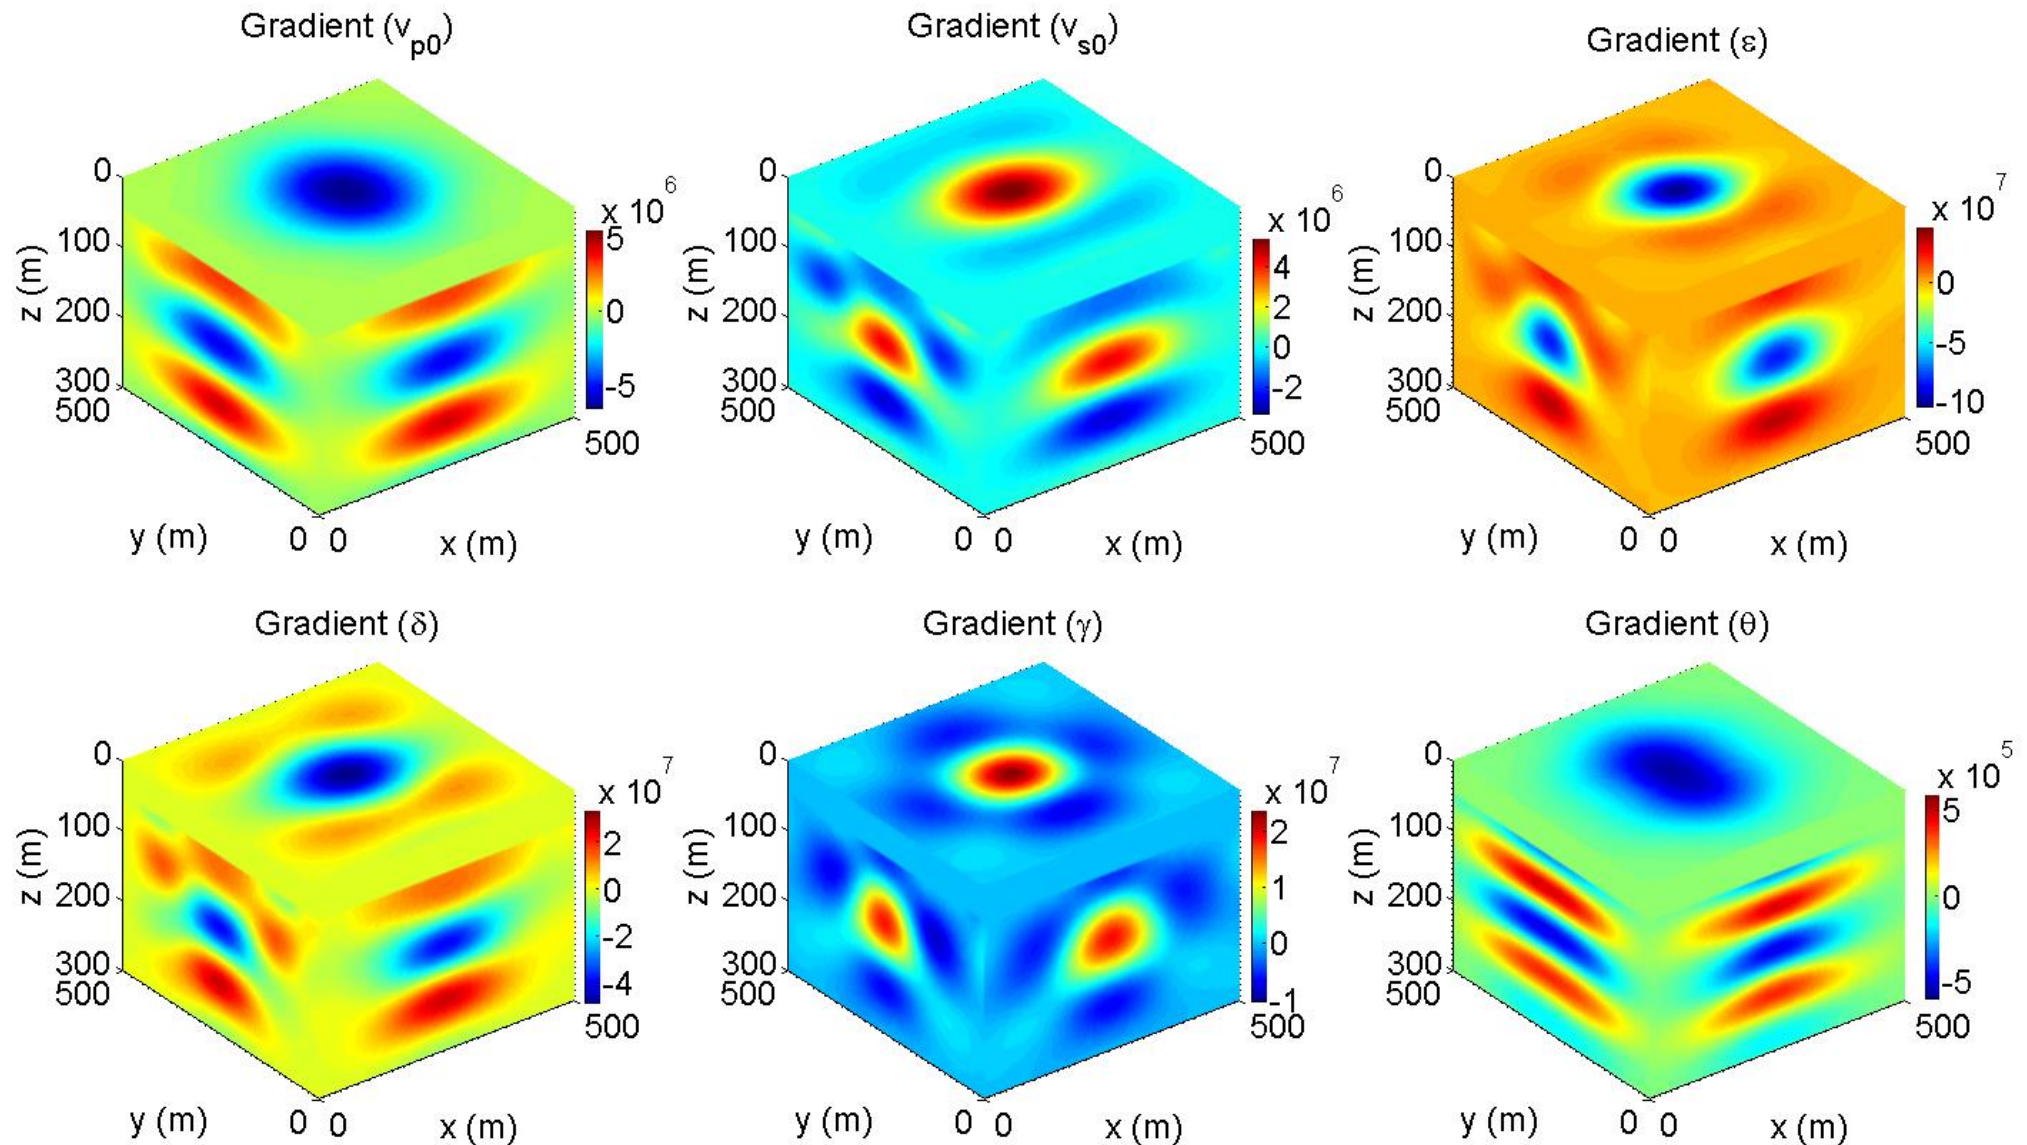 Gradient (v_p0)
0
100
200
300
z (m)
500
y (m)
0
0
x (m)
500
x 10^6
5
0
-5
Gradient (v_s0)
0
100
200
300
z (m)
500
y (m)
0
0
x (m)
500
x 10^6
4
2
0
-2
Gradient (ε)
0
100
200
300
z (m)
500
y (m)
0
0
x (m)
500
x 10^7
0
-5
-10
Gradient (δ)
0
100
200
300
z (m)
500
y (m)
0
0
x (m)
500
x 10^7
2
0
-2
-4
Gradient (γ)
0
100
200
300
z (m)
500
y (m)
0
0
x (m)
500
x 10^7
2
1
0
-1
Gradient (θ)
0
100
200
300
z (m)
500
y (m)
0
0
x (m)
500
x 10^5
5
0
-5